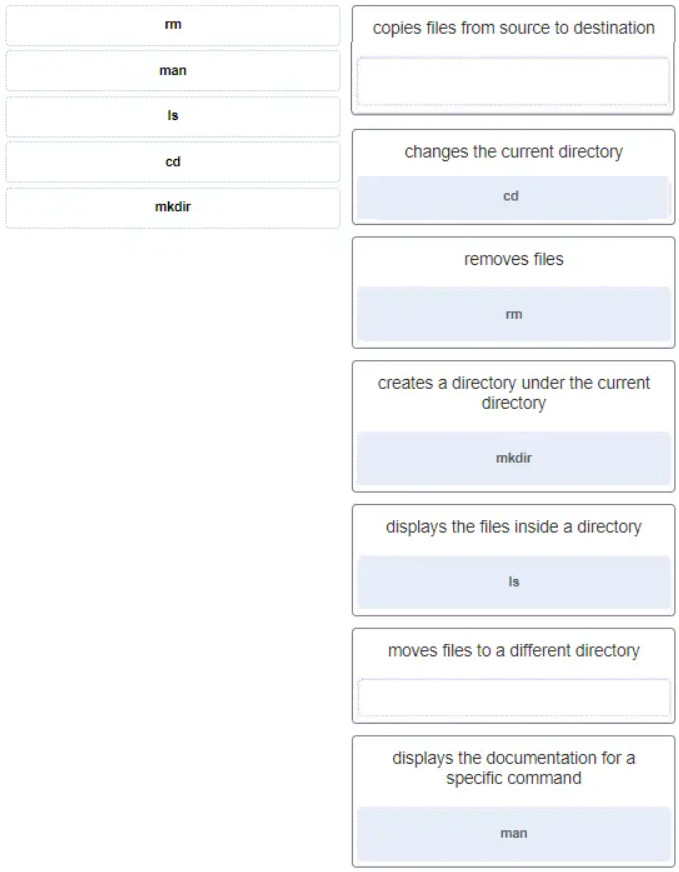 rm
man
ls
cd
mkdir
copies files from source to destination
changes the current directory
cd
removes files
rm
creates a directory under the current
directory
mkdir
displays the files inside a directory
ls
moves files to a different directory
displays the documentation for a
specific command
man